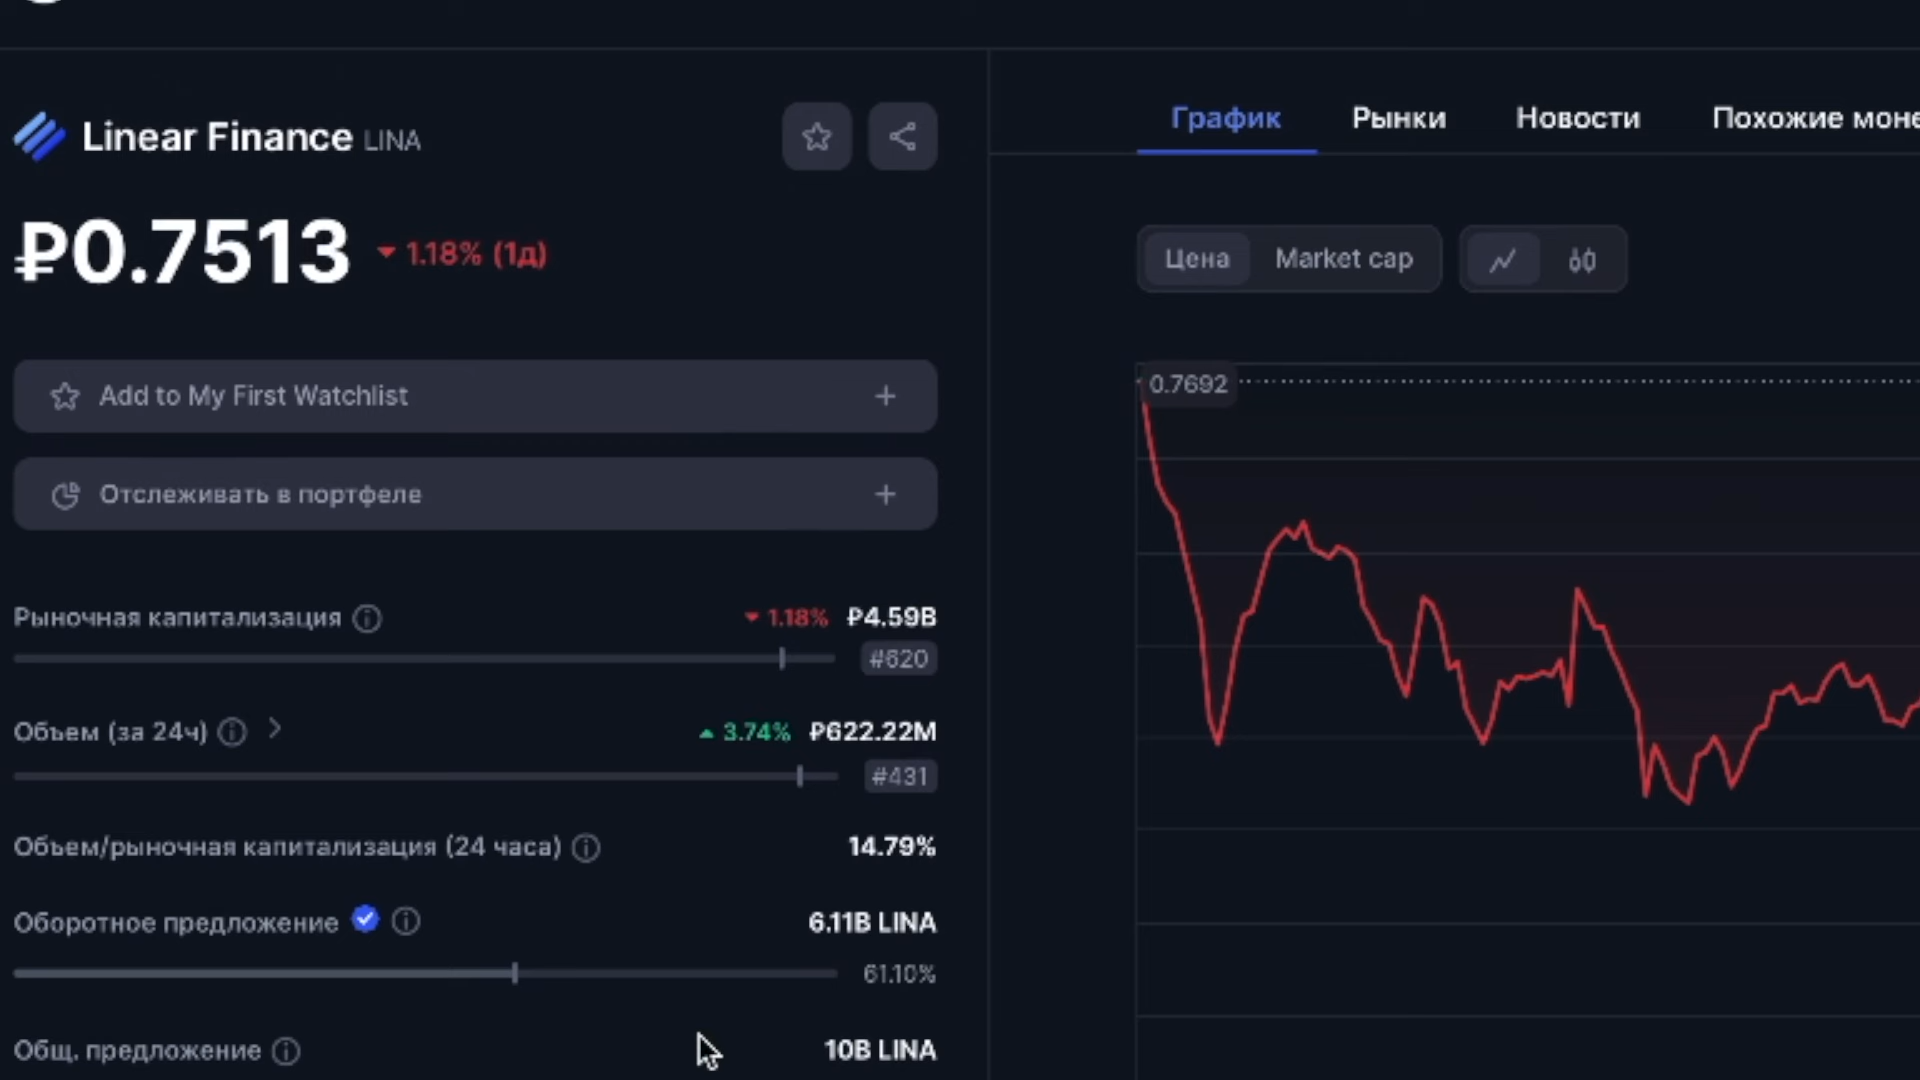 Linear Finance LINA
₽0.7513 1.18% (1д)
Add to My First Watchlist
Отслеживать в портфеле
Рыночная капитализация 1.18% ₽4.59B
#620
Объем (за 24ч) 3.74% ₽622.22M
#431
Объем/рыночная капитализация (24 часа) 14.79%
Оборотное предложение 6.11B LINA
61.10%
Общ. предложение 10B LINA
График Рынки Новости Похожие моне
Цена Market cap
0.7692